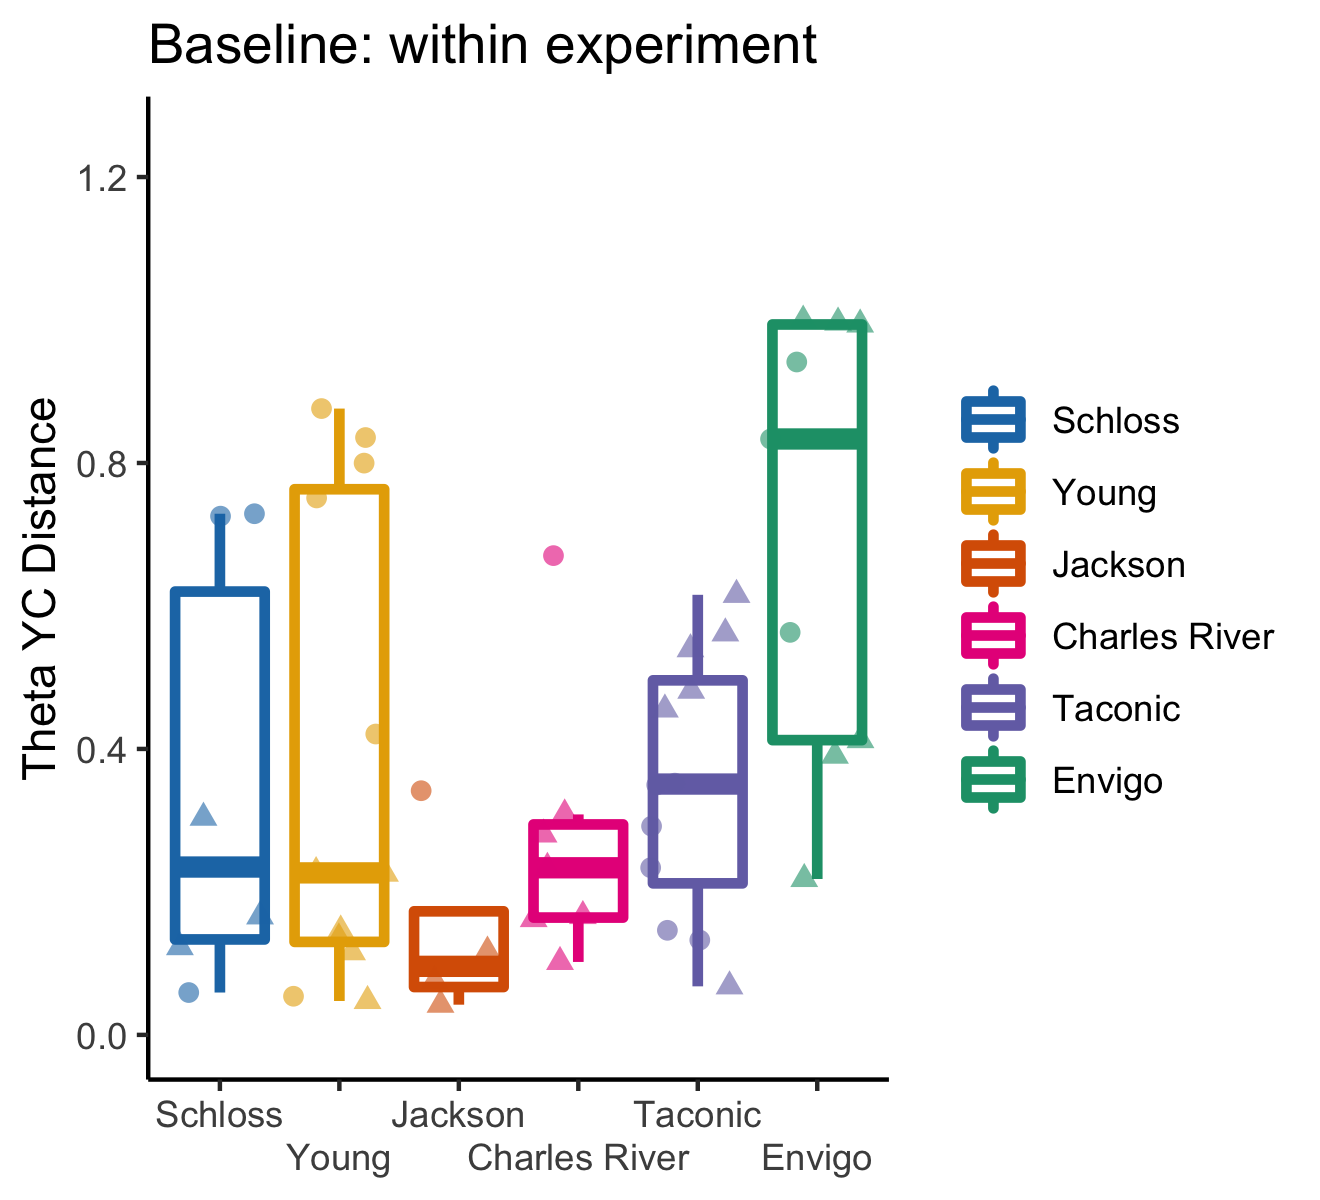 Baseline: within experiment
Theta YC Distance
1.2
0.8
0.4
0.0
Schloss
Jackson
Taconic
Young
Charles River
Envigo
Schloss
Young
Jackson
Charles River
Taconic
Envigo